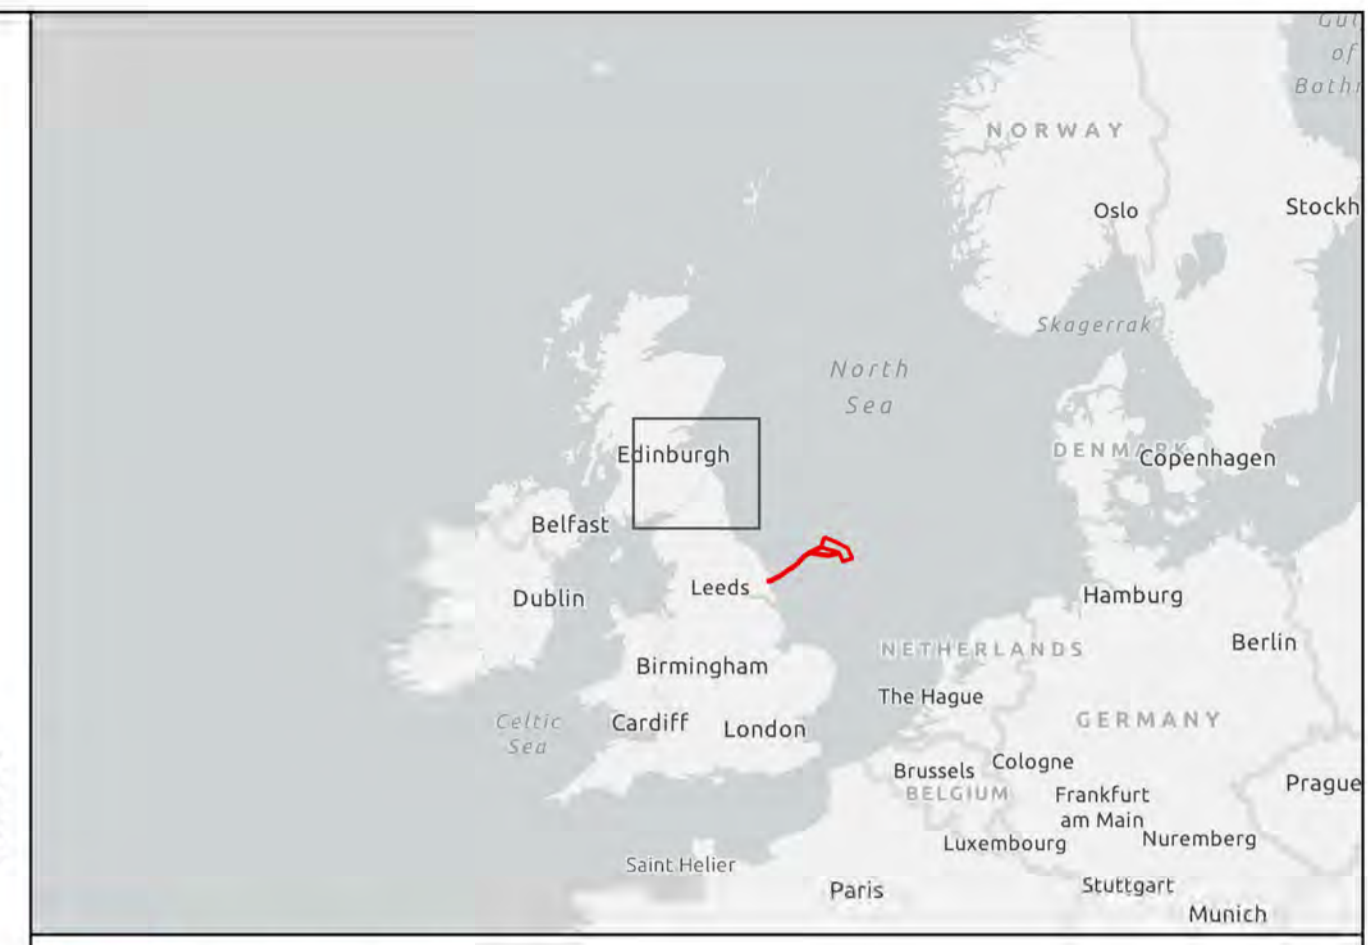 Gul
of
Bothn
NORWAY
Oslo
Stockh
Skagerrak
North
Sea
Edinburgh
DENMARK
Copenhagen
Belfast
Leeds
Dublin
Hamburg
Berlin
NETHERLANDS
Birmingham
The Hague
Celtic
Sea
Cardiff
London
GERMANY
Brussels
Cologne
BELGIUM
Prague
Frankfurt
am Main
Luxembourg
Nuremberg
Saint Helier
Paris
Stuttgart
Munich